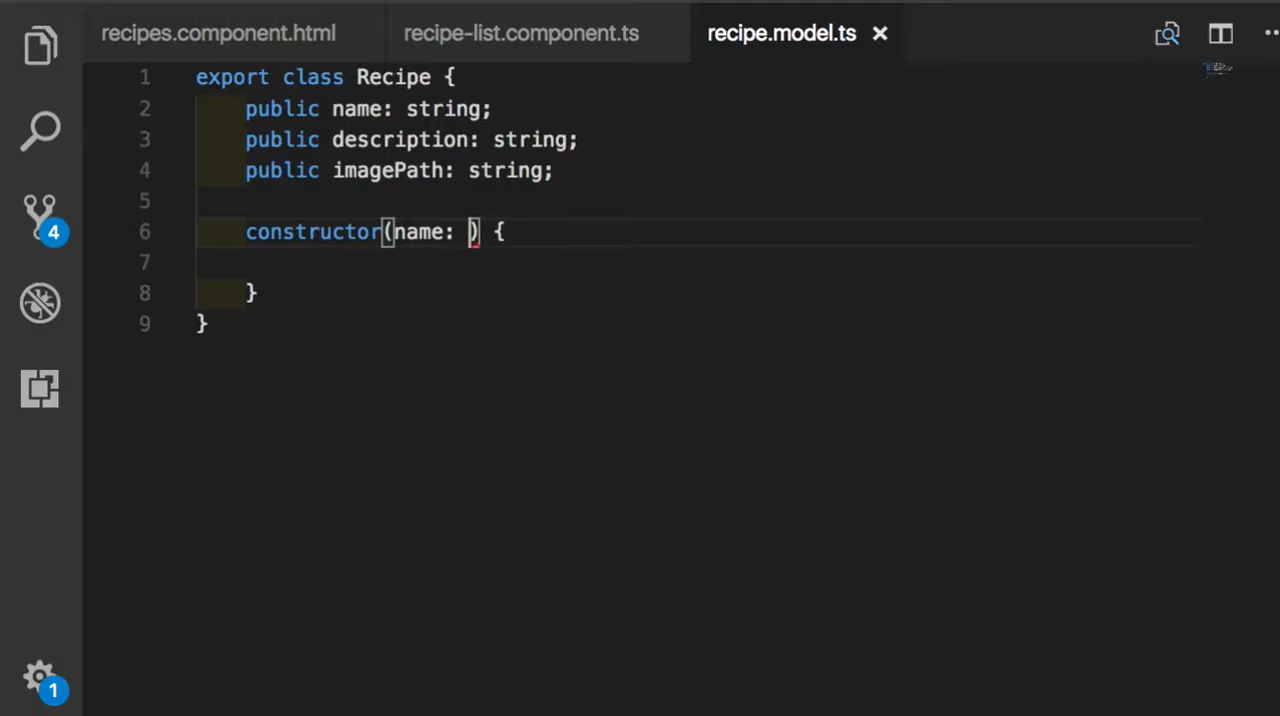 recipes.component.html recipe-list.component.ts recipe.model.ts
1 export class Recipe {
2 public name: string;
3 public description: string;
4 public imagePath: string;
5
6 constructor(name: ) {
7
8 }
9 }
4
1